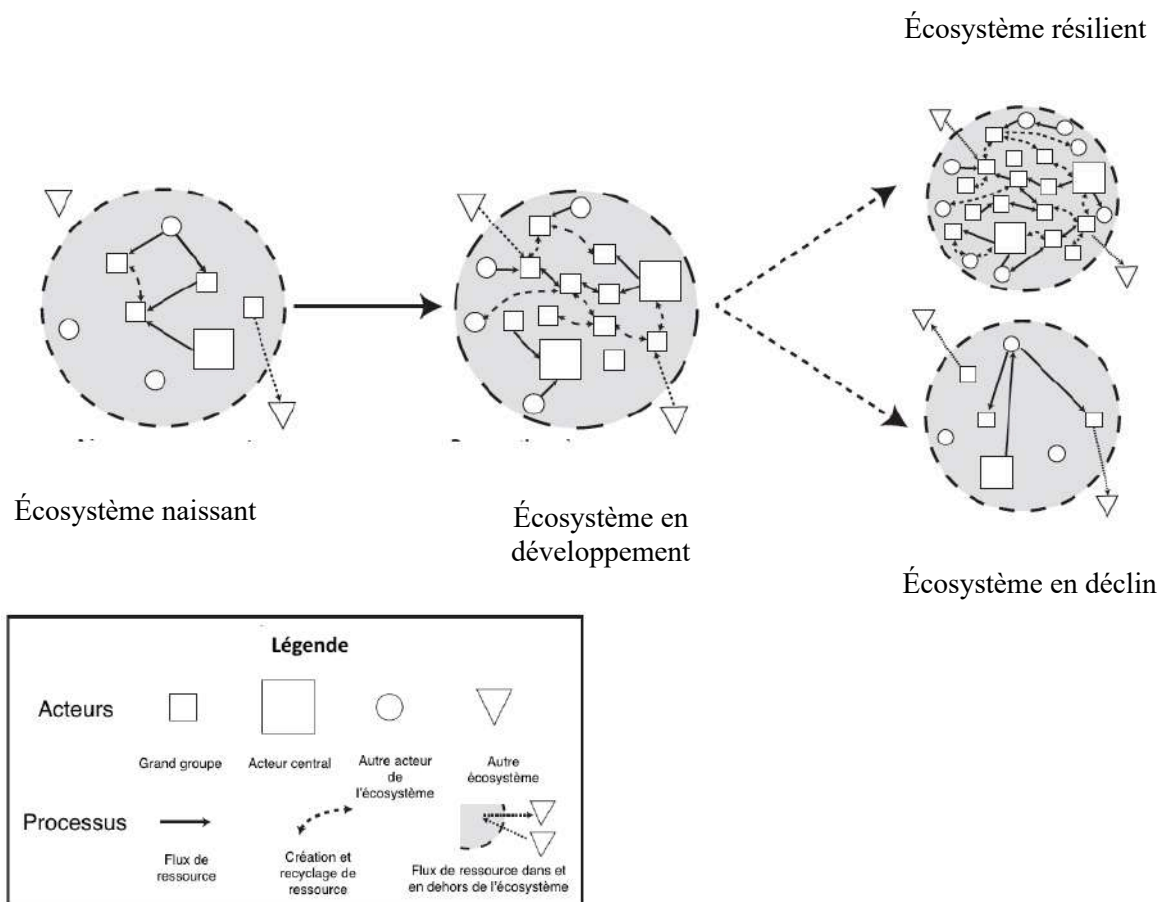 Écosystème résilient
Écosystème naissant
Écosystème en
développement
Écosystème en déclin
Légende
Acteurs
Grand groupe
Acteur central
Autre acteur
de
l'écosystème
Autre
écosystème
Processus
Flux de
ressource
Création et
recyclage de
ressource
Flux de ressource dans et
en dehors de l'écosystème